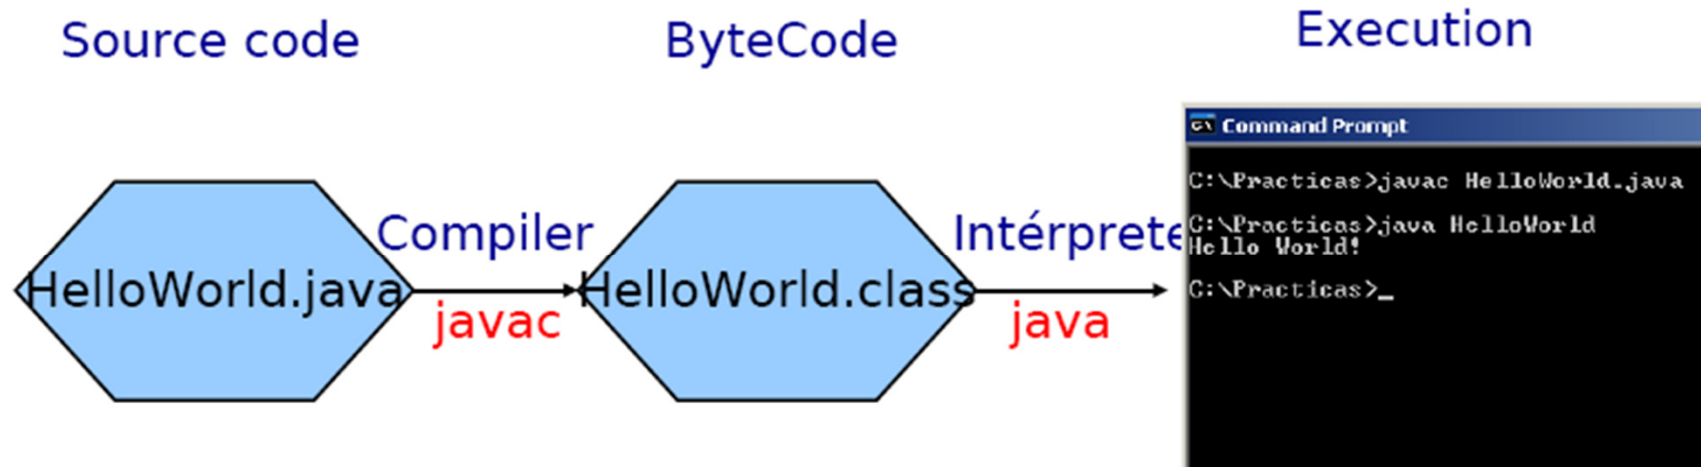 Source code
ByteCode
Execution
HelloWorld.java
Compiler
javac
HelloWorld.class
Intérprete
java
Command Prompt
C:\Practicas>javac HelloWorld.java
C:\Practicas>java HelloWorld
Hello World!
C:\Practicas>_